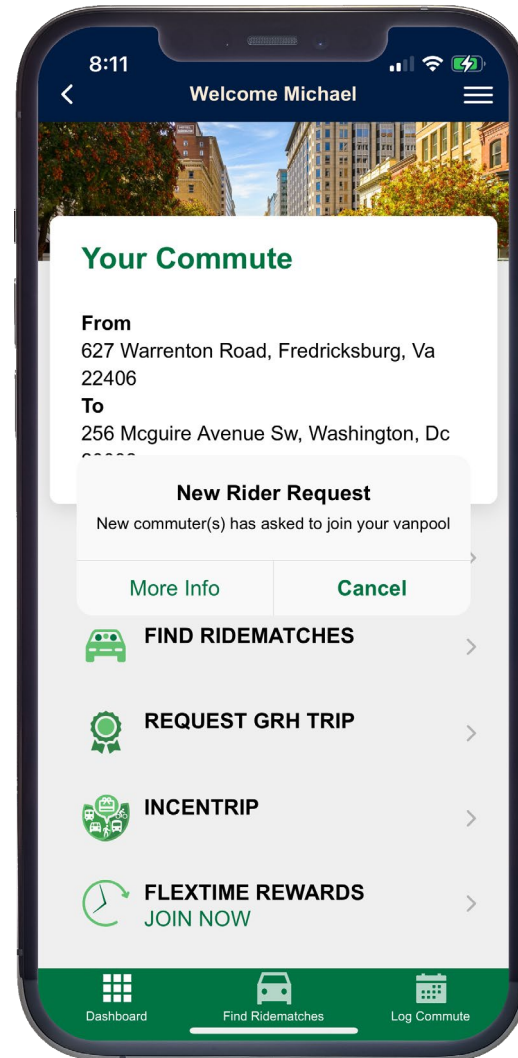 8:11
Welcome Michael
Your Commute
From
627 Warrenton Road, Fredricksburg, Va
22406
To
256 Mcguire Avenue Sw, Washington, Dc
New Rider Request
New commuter(s) has asked to join your vanpool
More Info
Cancel
FIND RIDEMATCHES
REQUEST GRH TRIP
INCENTRIP
FLEXTIME REWARDS
JOIN NOW
Dashboard
Find Ridematches
Log Commute